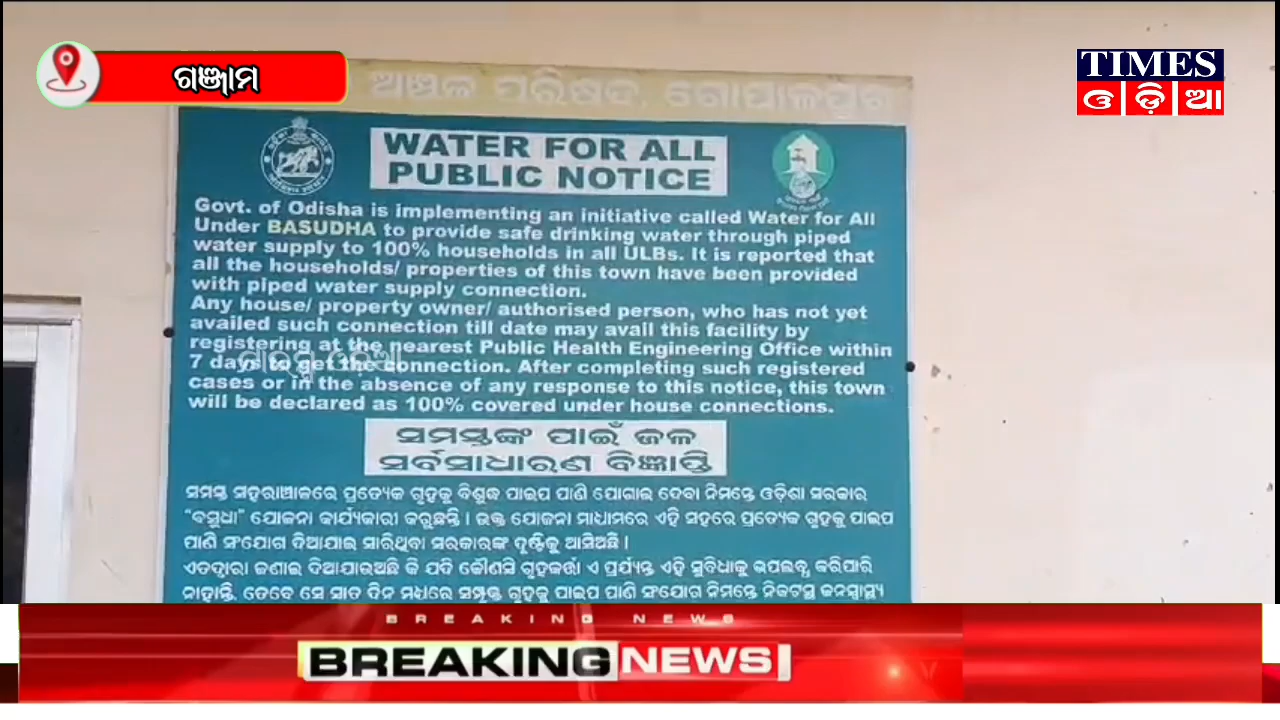 ଗଞ୍ଜାମ
TIMES
ଓଡ଼ିଆ
ଅଞ୍ଚଳ ପରିଷଦ, ଗୋପାଳପୁର
WATER FOR ALL
PUBLIC NOTICE
Govt. of Odisha is implementing an initiative called Water for All
Under BASUDHA to provide safe drinking water through piped
water supply to 100% households in all ULBs. It is reported that
all the households/ properties of this town have been provided
with piped water supply connection.
Any house/ property owner/ authorised person, who has not yet
availed such connection till date may avail this facility by
registering at the nearest Public Health Engineering Office within
7 days to get the connection. After completing such registered
cases or in the absence of any response to this notice, this town
will be declared as 100% covered under house connections.
ସମସ୍ତଙ୍କ ପାଇଁ ଜଳ
ସର୍ବସାଧାରଣ ବିଜ୍ଞାପ୍ତି
ସମସ୍ତ ସହରାଞ୍ଚାଳରେ ପ୍ରତ୍ୟେକ ଗୃହକୁ ବିଶୁଦ୍ଧ ପାଇପ ପାଣି ଯୋଗାଇ ଦେବା ନିମନ୍ତେ ଓଡ଼ିଶା ସରକାର
“ବସୁଧା” ଯୋଜନା କାର୍ଯ୍ୟକାରୀ କରୁଛନ୍ତି । ଉକ୍ତ ଯୋଜନା ମାଧ୍ୟମରେ ଏହି ସହରେ ପ୍ରତ୍ୟେକ ଗୃହକୁ ପାଇପ
ପାଣି ସଂଯୋଗ ଦିଆଯାଇ ସାରିଥିବା ସରକାରଙ୍କ ଦୃଷ୍ଟିକୁ ଆସିଅଛି ।
ଏତଦ୍ୱାରା ଜଣାଇ ଦିଆଯାଉଅଛି କି ଯଦି କୌଣସି ଗୃହକର୍ତ୍ତା ଏ ପର୍ଯ୍ୟନ୍ତ ଏହି ସୁବିଧାକୁ ଉପଲବ୍ଧ କରିପାରି
ନାହାନ୍ତି, ତେବେ ସେ ସାତ ଦିନ ମଧ୍ୟରେ ସମ୍ପୃକ୍ତ ଗୃହକୁ ପାଇପ ପାଣି ସଂଯୋଗ ନିମନ୍ତେ ନିକଟସ୍ଥ ଜନସ୍ୱାସ୍ଥ୍ୟ
BREAKING NEWS
BREAKING NEWS